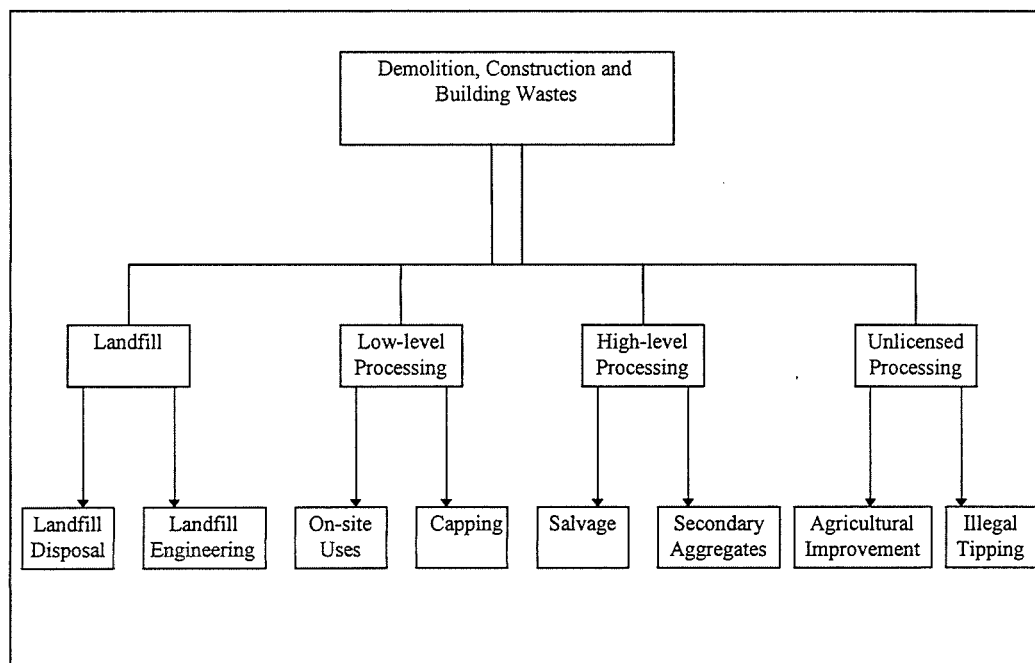 Demolition, Construction and
Building Wastes
Landfill
Low-level
Processing
High-level
Processing
Unlicensed
Processing
Landfill
Disposal
Landfill
Engineering
On-site
Uses
Capping
Salvage
Secondary
Aggregates
Agricultural
Improvement
Illegal
Tipping